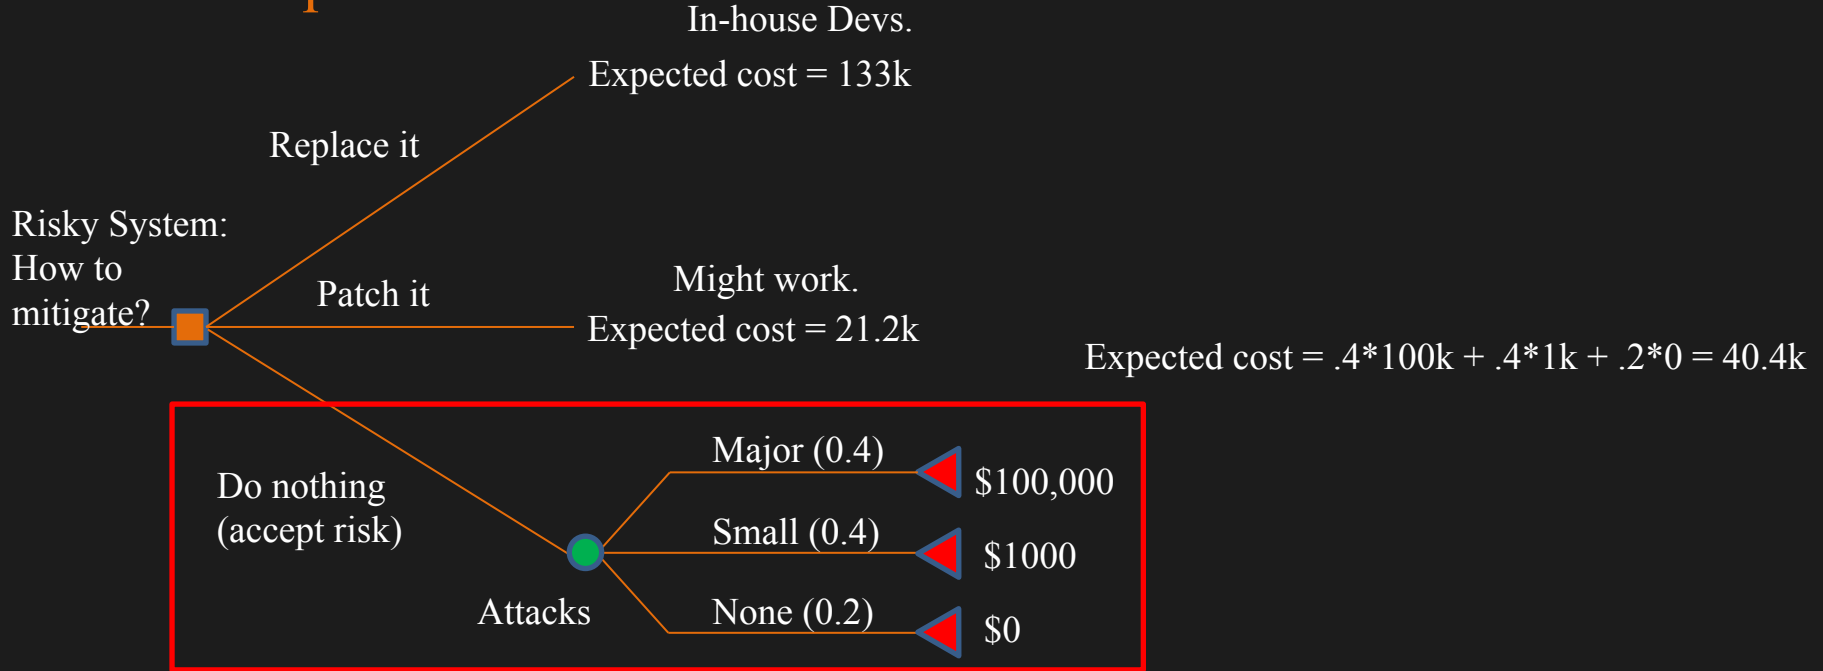 In-house Devs.
Expected cost = 133k
Replace it
Risky System:
How to
mitigate?
Patch it
Might work.
Expected cost = 21.2k
Expected cost = .4*100k + .4*1k + .2*0 = 40.4k
Do nothing
(accept risk)
Attacks
Major (0.4)
$100,000
Small (0.4)
$1000
None (0.2)
$0